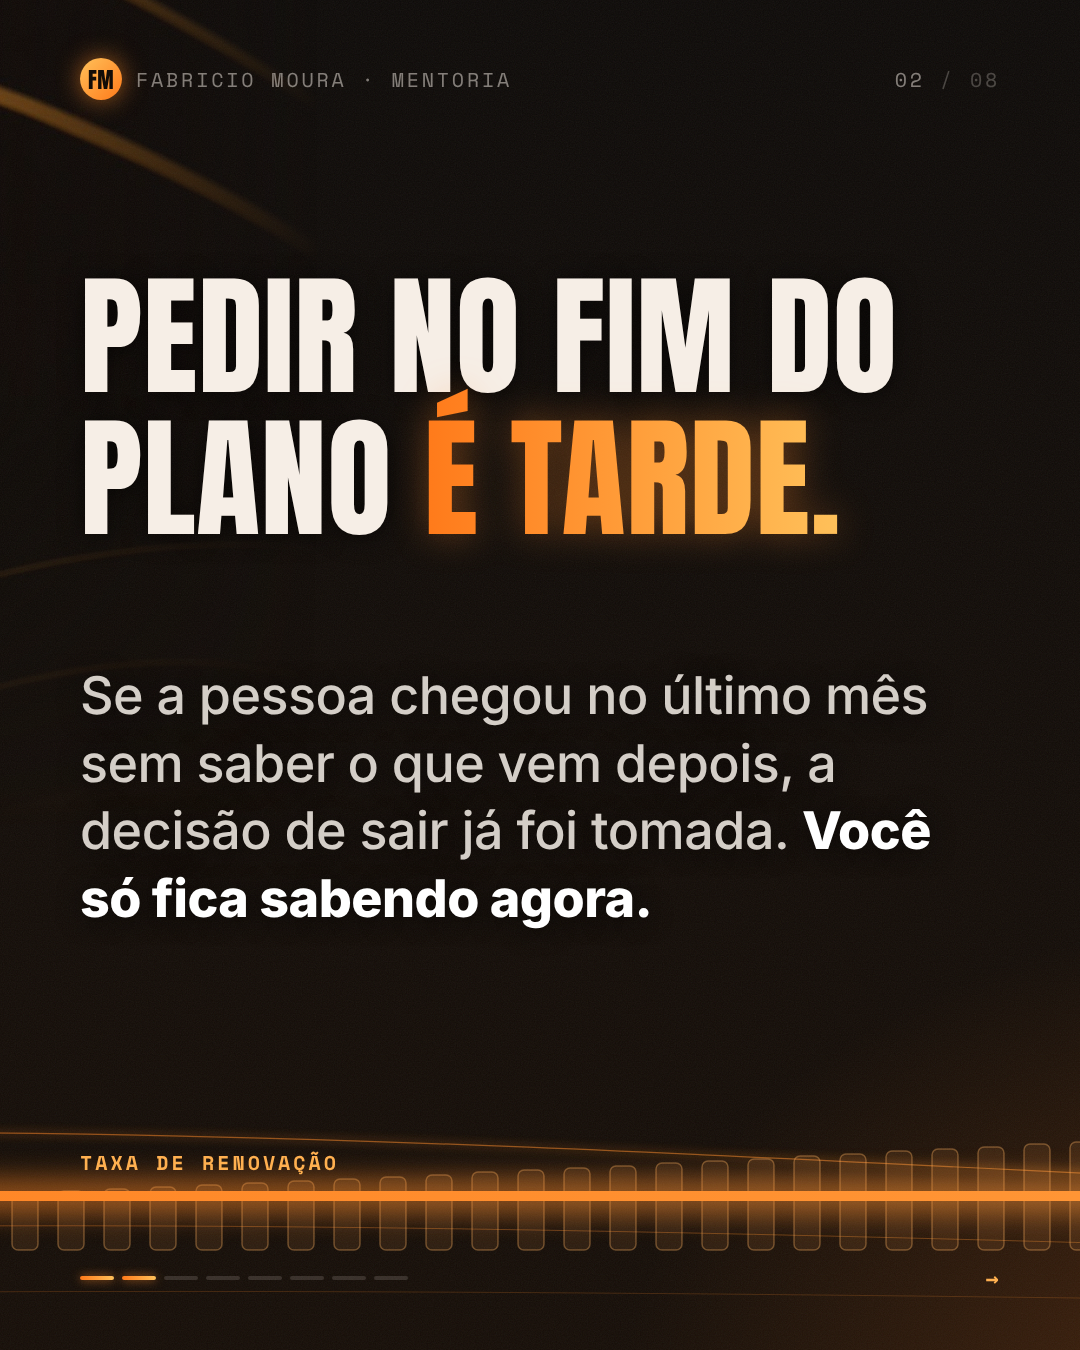 FM FABRICIO MOURA · MENTORIA 02 / 08
PEDIR NO FIM DO
PLANO É TARDE.
Se a pessoa chegou no último mês
sem saber o que vem depois, a
decisão de sair já foi tomada. Você
só fica sabendo agora.
TAXA DE RENOVAÇÃO
→